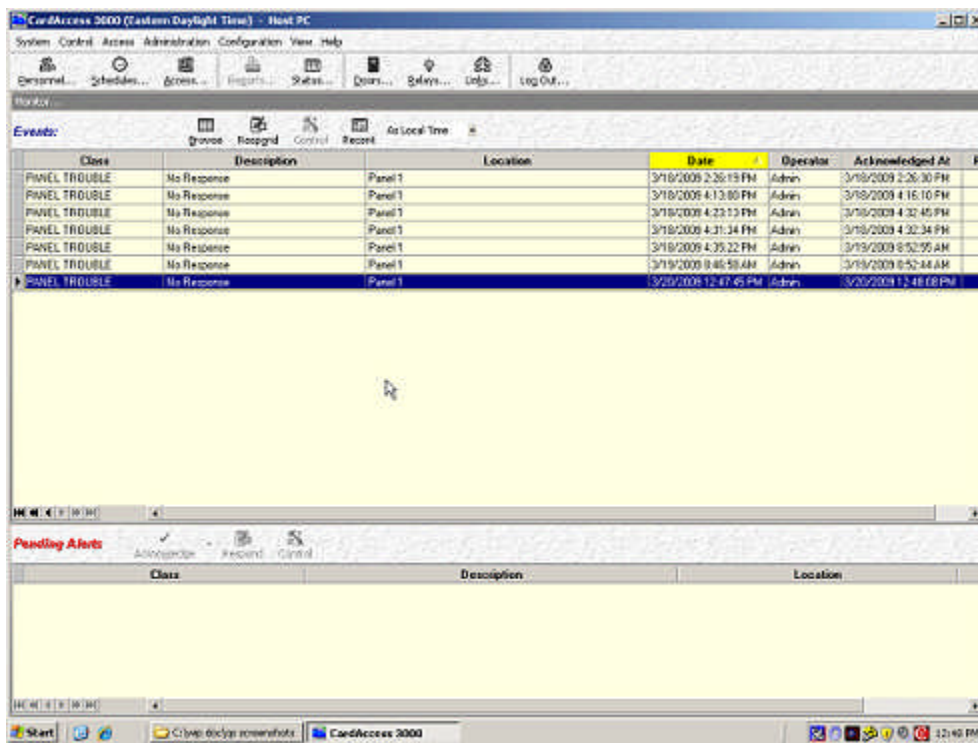 CardAccess 3000 (Eastern Daylight Time) - Host PC
System Control Access Administration Configuration View Help
Personnel... Schedules... Access... Reports... Status... Doors... Relays... Links... Log Out...
Monitor...
Events: Browse Respond Control Recent As Local Time
Class Description Location Date Operator Acknowledged At
PANEL TROUBLE No Response Panel 1 3/18/2009 2:26:19 PM Admin 3/18/2009 2:26:30 PM
PANEL TROUBLE No Response Panel 1 3/18/2009 4:13:00 PM Admin 3/18/2009 4:16:10 PM
PANEL TROUBLE No Response Panel 1 3/18/2009 4:23:13 PM Admin 3/18/2009 4:32:45 PM
PANEL TROUBLE No Response Panel 1 3/18/2009 4:31:34 PM Admin 3/18/2009 4:32:34 PM
PANEL TROUBLE No Response Panel 1 3/18/2009 4:35:22 PM Admin 3/19/2009 8:52:55 AM
PANEL TROUBLE No Response Panel 1 3/19/2009 8:46:58 AM Admin 3/19/2009 8:52:44 AM
PANEL TROUBLE No Response Panel 1 3/20/2009 12:47:45 PM Admin 3/20/2009 12:48:08 PM
Pending Alerts Acknowledge Respond Control
Class Description Location
Start screenshots CardAccess 3000 12:48 PM